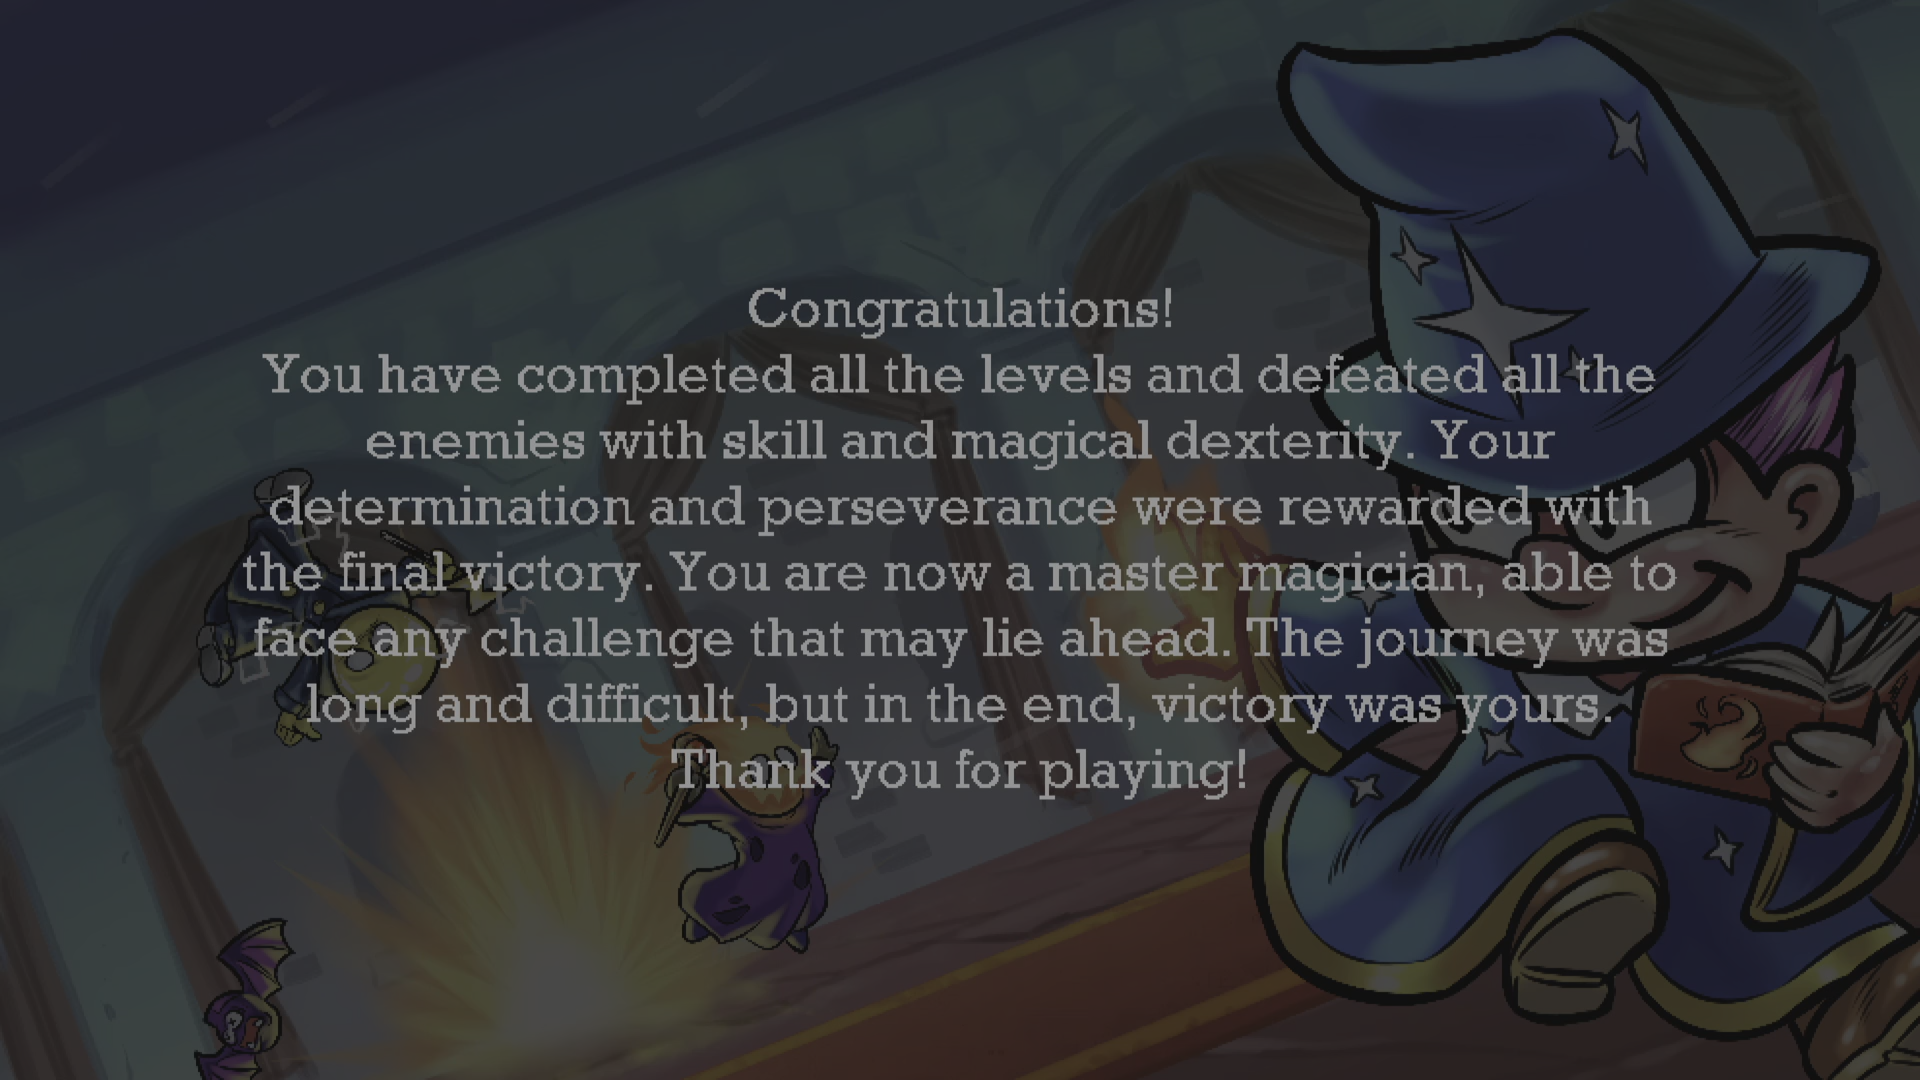 Congratulations!
You have completed all the levels and defeated all the
enemies with skill and magical dexterity. Your
determination and perseverance were rewarded with
the final victory. You are now a master magician, able to
face any challenge that may lie ahead. The journey was
long and difficult, but in the end, victory was yours.
Thank you for playing!